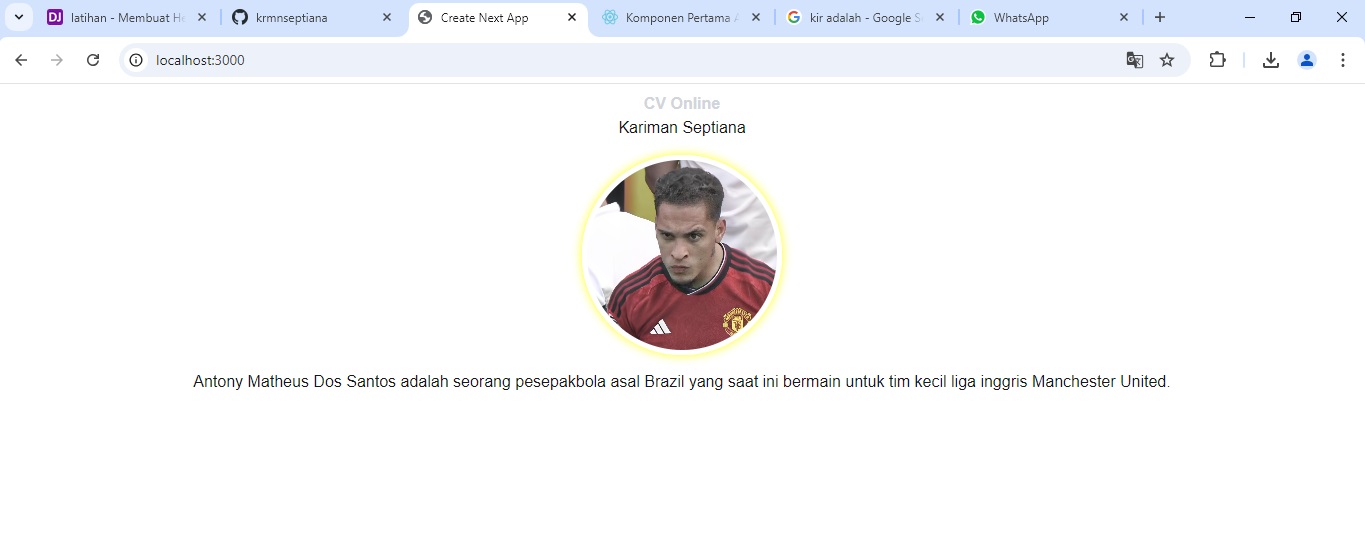 latihan - Membuat He
krmnseptiana
Create Next App
Komponen Pertama A
kir adalah - Google S
WhatsApp
localhost:3000
CV Online
Kariman Septiana
Antony Matheus Dos Santos adalah seorang pesepakbola asal Brazil yang saat ini bermain untuk tim kecil liga inggris Manchester United.